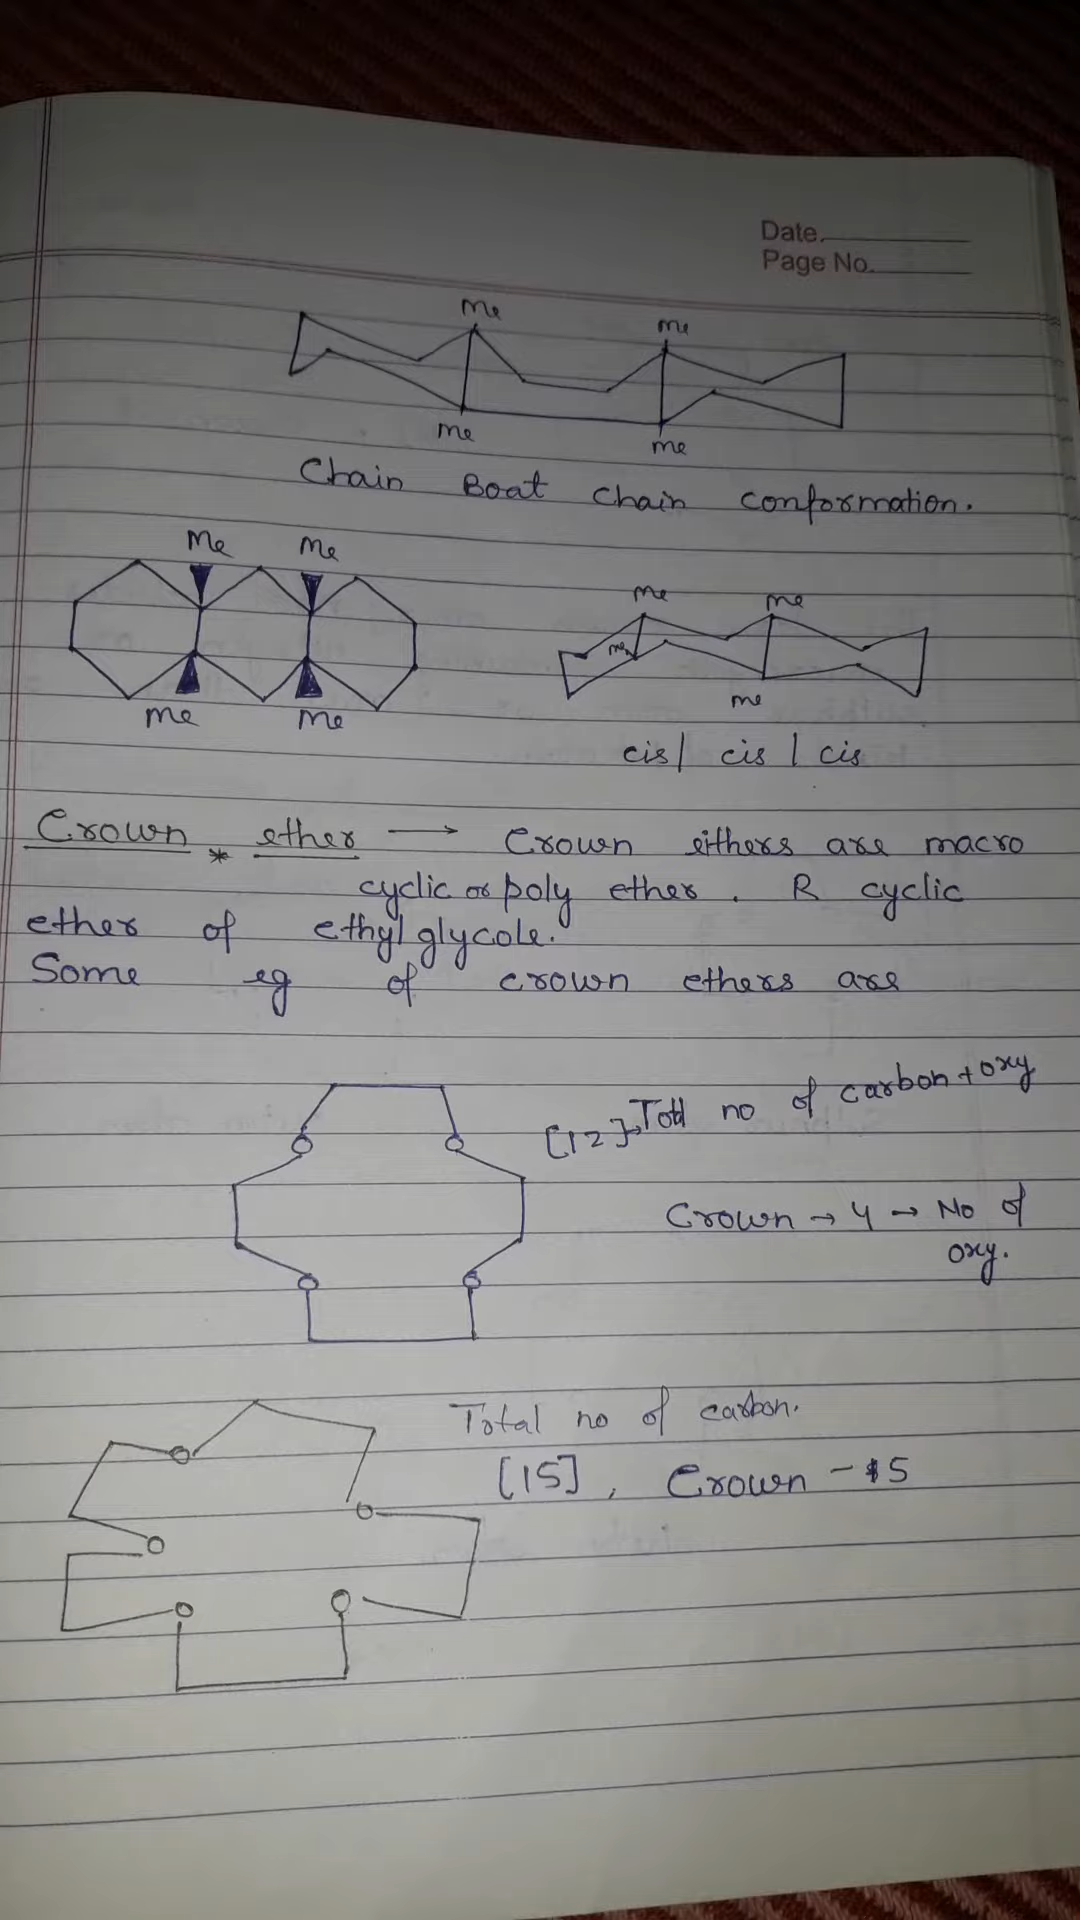 Date.
Page No.
Me Me
Me Me
Chain Boat Chain conformation.
Me Me
Me Me
Me Me
Me
Me
cis / cis / cis
Crown ether → Crown eithers are macro
*
cyclic or poly ether. R cyclic
ether of ethyl glycole.
Some eg of crown ethers are
[12]→Totl no of carbon + oxy
Crown → 4 → No of
oxy.
Total no of carbon.
[15], Crown - 5